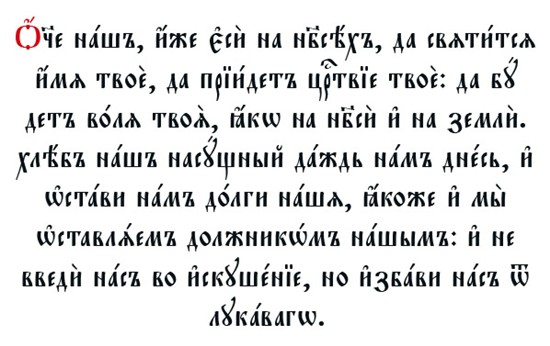 Ѻ҆́ч҃е на́шъ, и҆́же є҆сѝ на нб҃сѣ́хъ, да свѧти́тсѧ
и҆́мѧ твоѐ, да прїи́детъ црⷭ҇твїе твоѐ: да бꙋ́
детъ во́лѧ твоѧ̀, ꙗ҆́кѡ на нб҃сѝ и҆ на землѝ.
хлѣ́бъ на́шъ насꙋ́щный да́ждь на́мъ дне́сь, и҆
ѡ҆ста́ви на́мъ до́лги на́шѧ, ꙗ҆́коже и҆ мы̀
ѡ҆ставлѧ́емъ должникѡ́мъ на́шымъ: и҆ не
введѝ на́съ во и҆скꙋше́нїе, но и҆зба́ви на́съ ѿ
лꙋка́вагѡ.